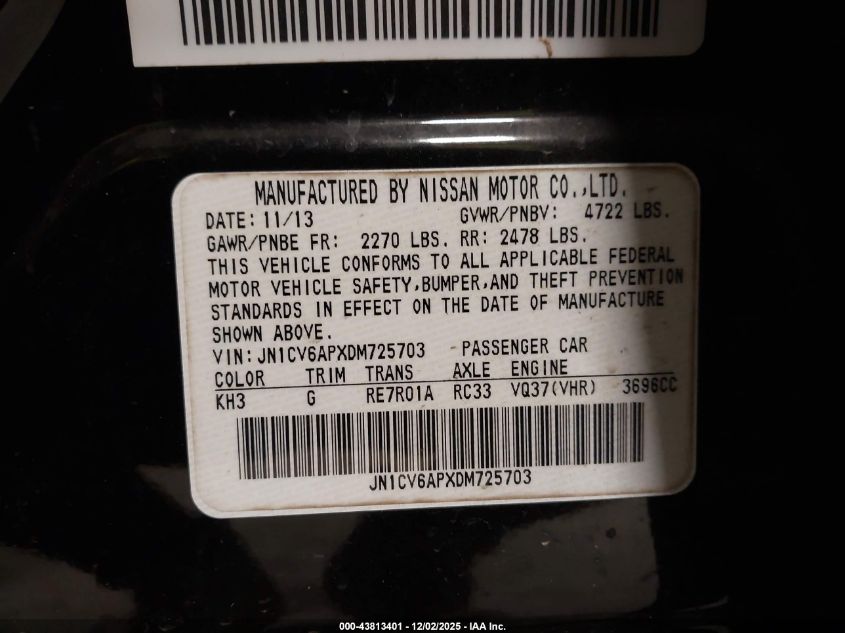 MANUFACTURED BY NISSAN MOTOR CO.,LTD.
DATE: 11/13 GVWR/PNBV: 4722 LBS.
GAWR/PNBE FR: 2270 LBS. RR: 2478 LBS.
THIS VEHICLE CONFORMS TO ALL APPLICABLE FEDERAL
MOTOR VEHICLE SAFETY,BUMPER,AND THEFT PREVENTION
STANDARDS IN EFFECT ON THE DATE OF MANUFACTURE
SHOWN ABOVE.
VIN: JN1CV6APXDM725703 PASSENGER CAR
COLOR TRIM TRANS AXLE ENGINE
KH3 G RE7R01A RC33 VQ37(VHR) 3696CC
JN1CV6APXDM725703
000-43813401 - 12/02/2025 - IAA Inc.